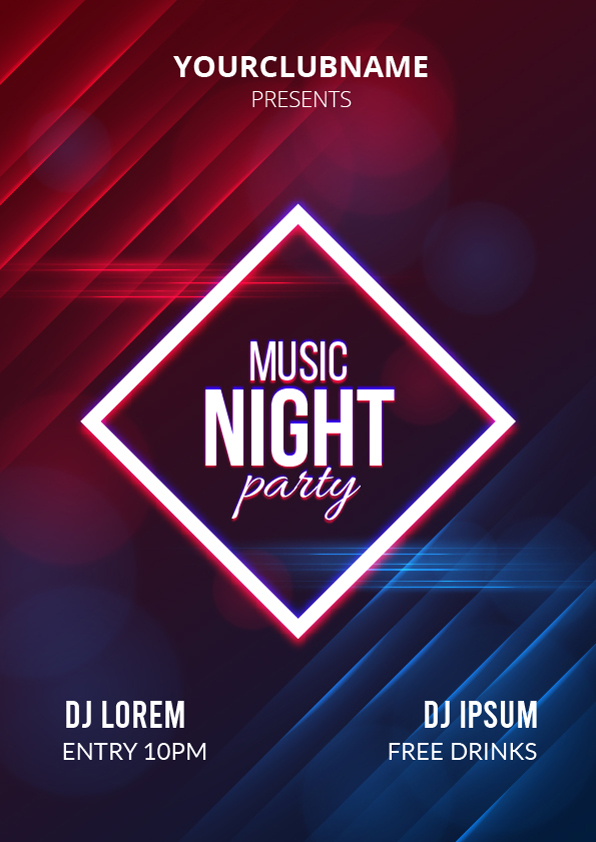 YOURCLUBNAME
PRESENTS
MUSIC
NIGHT
party
DJ LOREM
ENTRY 10PM
DJ IPSUM
FREE DRINKS